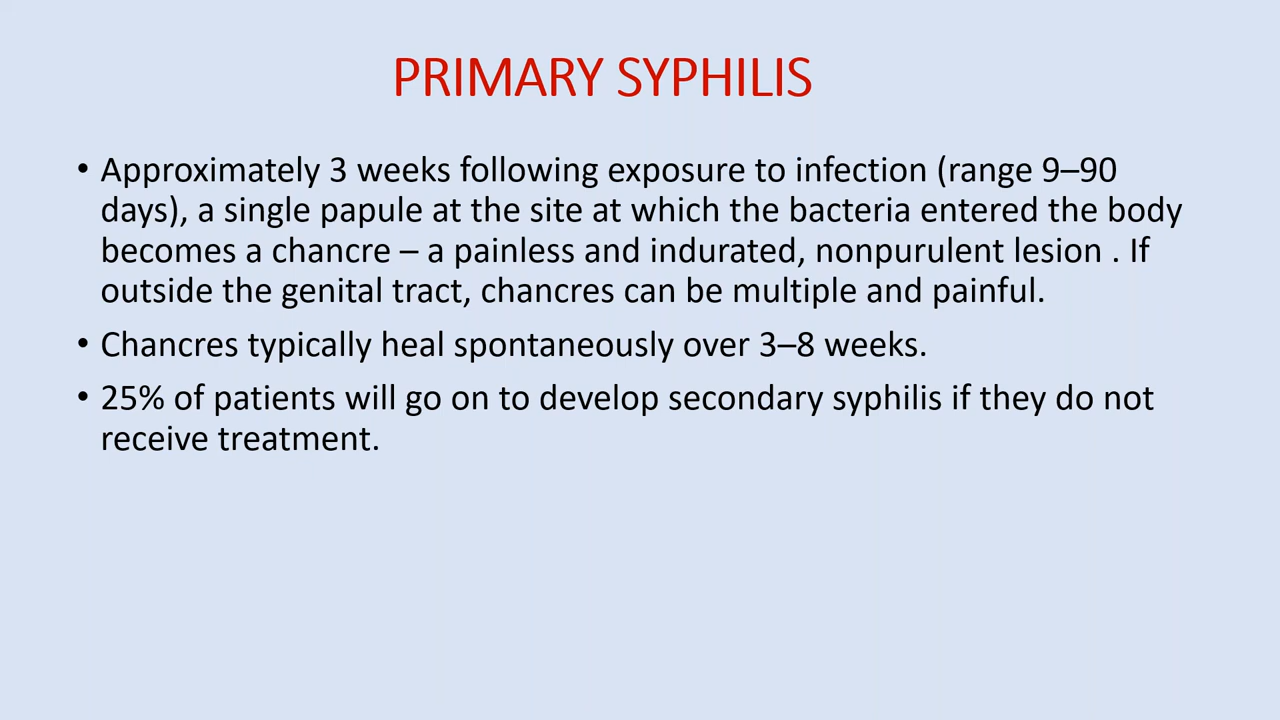 PRIMARY SYPHILIS
• Approximately 3 weeks following exposure to infection (range 9–90
days), a single papule at the site at which the bacteria entered the body
becomes a chancre – a painless and indurated, nonpurulent lesion . If
outside the genital tract, chancres can be multiple and painful.
• Chancres typically heal spontaneously over 3–8 weeks.
• 25% of patients will go on to develop secondary syphilis if they do not
receive treatment.